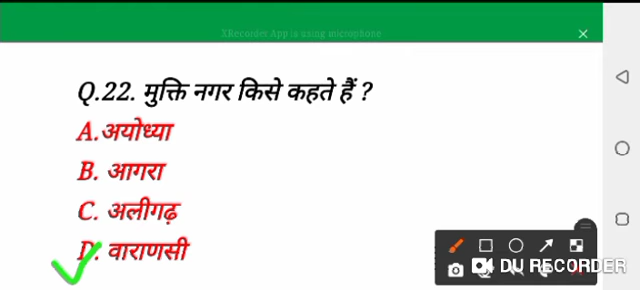 XRecorder App is using microphone
Q.22. मुक्ति नगर किसे कहते हैं ?
A.अयोध्या
B. आगरा
C. अलीगढ़
D. वाराणसी
DU RECORDER